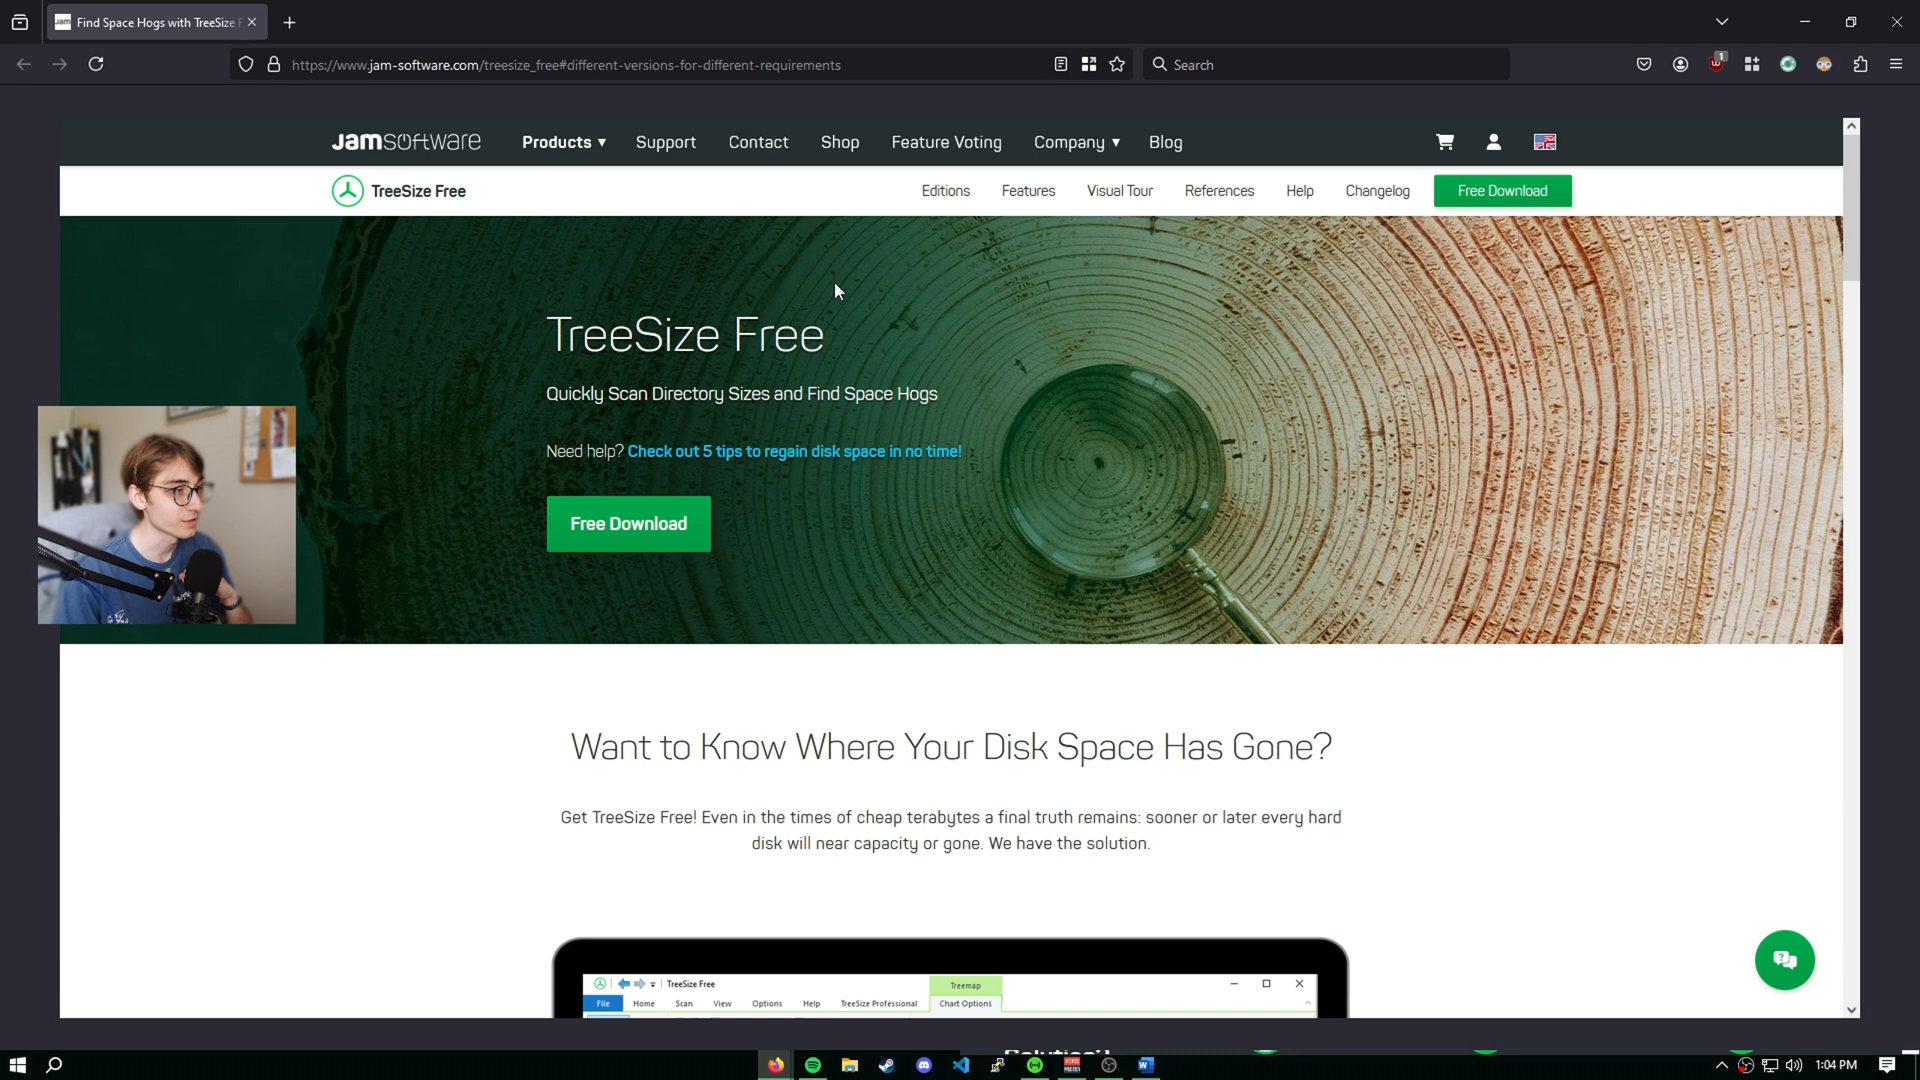 Find Space Hogs with TreeSize F
https://www.jam-software.com/treesize_free#different-versions-for-different-requirements
Search
1
Jamsoftware
Products ▾
Support
Contact
Shop
Feature Voting
Company ▾
Blog
TreeSize Free
Editions
Features
Visual Tour
References
Help
Changelog
Free Download
TreeSize Free
Quickly Scan Directory Sizes and Find Space Hogs
Need help? Check out 5 tips to regain disk space in no time!
Free Download
Want to Know Where Your Disk Space Has Gone?
Get TreeSize Free! Even in the times of cheap terabytes a final truth remains: sooner or later every hard
disk will near capacity or gone. We have the solution.
TreeSize Free
Treemap
File
Home
Scan
View
Options
Help
TreeSize Professional
Chart Options
1:04 PM